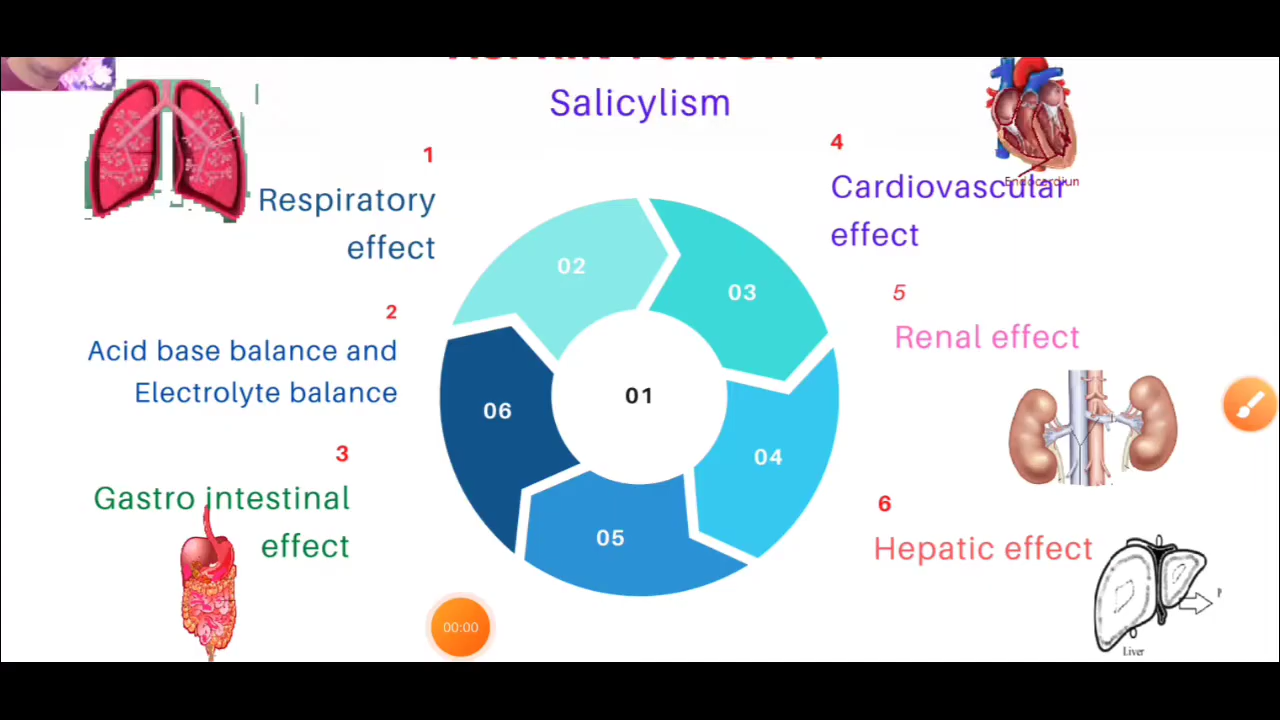 Salicylism
1
Respiratory
effect
2
Acid base balance and
Electrolyte balance
3
Gastro intestinal
effect
02
03
06
01
04
05
00:00
4
Endocardiun
Cardiovascular
effect
5
Renal effect
6
Hepatic effect
Liver